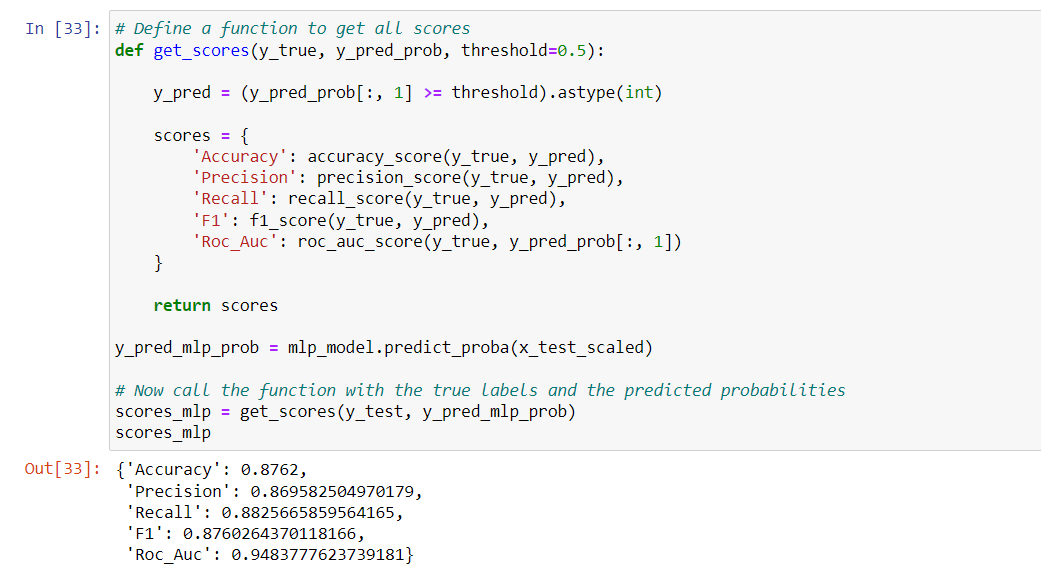 In [33]: # Define a function to get all scores
def get_scores(y_true, y_pred_prob, threshold=0.5):
y_pred = (y_pred_prob[:, 1] >= threshold).astype(int)
scores = {
'Accuracy': accuracy_score(y_true, y_pred),
'Precision': precision_score(y_true, y_pred),
'Recall': recall_score(y_true, y_pred),
'F1': f1_score(y_true, y_pred),
'Roc_Auc': roc_auc_score(y_true, y_pred_prob[:, 1])
}
return scores
y_pred_mlp_prob = mlp_model.predict_proba(x_test_scaled)
# Now call the function with the true labels and the predicted probabilities
scores_mlp = get_scores(y_test, y_pred_mlp_prob)
scores_mlp
Out[33]: {'Accuracy': 0.8762,
'Precision': 0.869582504970179,
'Recall': 0.8825665859564165,
'F1': 0.8760264370118166,
'Roc_Auc': 0.9483777623739181}